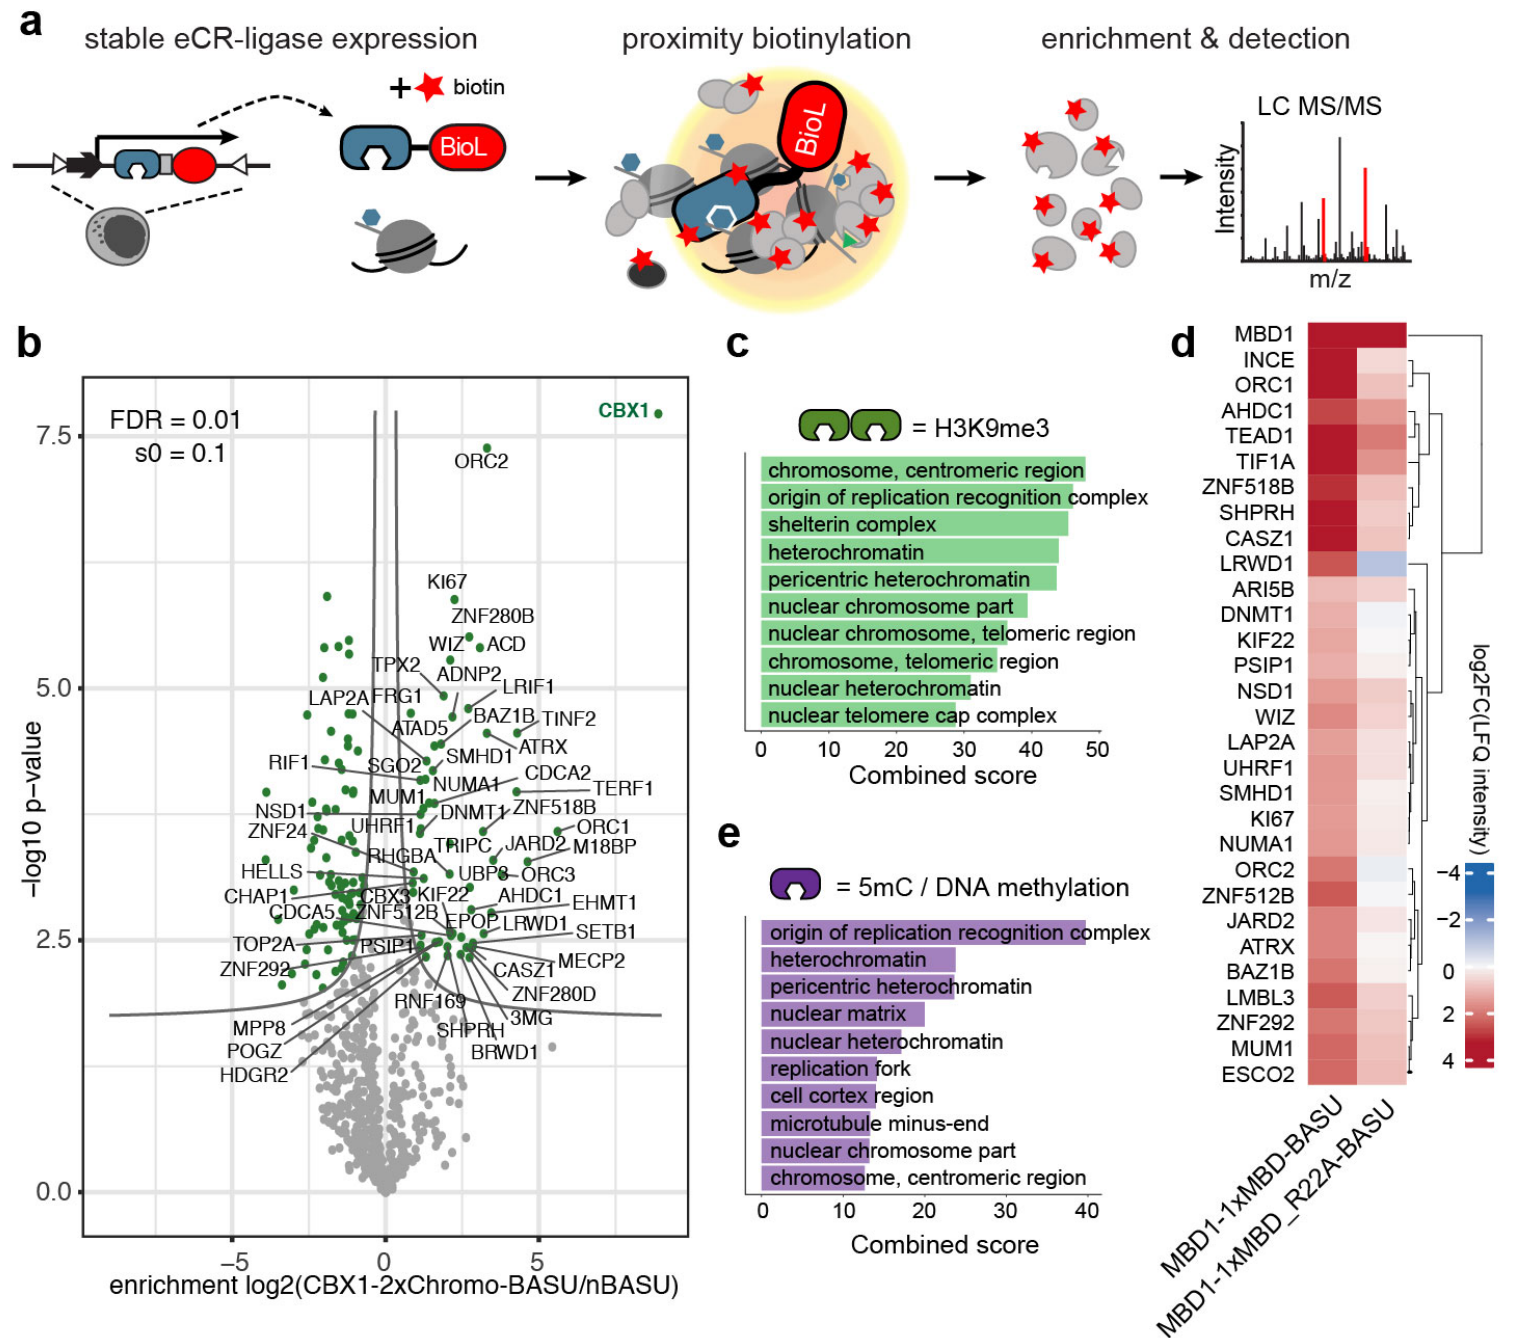 a
stable eCR-ligase expression
proximity biotinylation
enrichment & detection
+ biotin
BioL
BioL
LC MS/MS
Intensity
m/z
b
FDR = 0.01
s0 = 0.1
CBX1
ORC2
KI67
ZNF280B
WIZ
ACD
TPX2
ADNP2
LAP2A
FRG1
LRIF1
ATAD5
BAZ1B
TINF2
ATRX
RIF1
SGO2
SMHD1
CDCA2
NUMA1
TERF1
MUM1
NSD1
DNMT1
ZNF518B
ZNF24
UHRF1
ORC1
TRIPC
JARD2
M18BP
RHGBA
HELLS
UBP3
ORC3
CHAP1
CBX3
KIF22
AHDC1
EHMT1
CDCA5
ZNF512B
EPOP
LRWD1
SETB1
TOP2A
PSIP1
MECP2
ZNF292
CASZ1
ZNF280D
RNF169
3MG
MPP8
SHPRH
POGZ
BRWD1
HDGR2
7.5
5.0
2.5
0.0
−log10 p−value
−5
0
5
enrichment log2(CBX1-2xChromo-BASU/nBASU)
c
= H3K9me3
chromosome, centromeric region
origin of replication recognition complex
shelterin complex
heterochromatin
pericentric heterochromatin
nuclear chromosome part
nuclear chromosome, telomeric region
chromosome, telomeric region
nuclear heterochromatin
nuclear telomere cap complex
0 10 20 30 40 50
Combined score
e
= 5mC / DNA methylation
origin of replication recognition complex
heterochromatin
pericentric heterochromatin
nuclear matrix
nuclear heterochromatin
replication fork
cell cortex region
microtubule minus-end
nuclear chromosome part
chromosome, centromeric region
0 10 20 30 40
Combined score
d
MBD1
INCE
ORC1
AHDC1
TEAD1
TIF1A
ZNF518B
SHPRH
CASZ1
LRWD1
ARI5B
DNMT1
KIF22
PSIP1
NSD1
WIZ
LAP2A
UHRF1
SMHD1
KI67
NUMA1
ORC2
ZNF512B
JARD2
ATRX
BAZ1B
LMBL3
ZNF292
MUM1
ESCO2
MBD1-1xMBD-BASU
MBD1-1xMBD_R22A-BASU
log2FC(LFQ intensity)
−4
−2
0
2
4